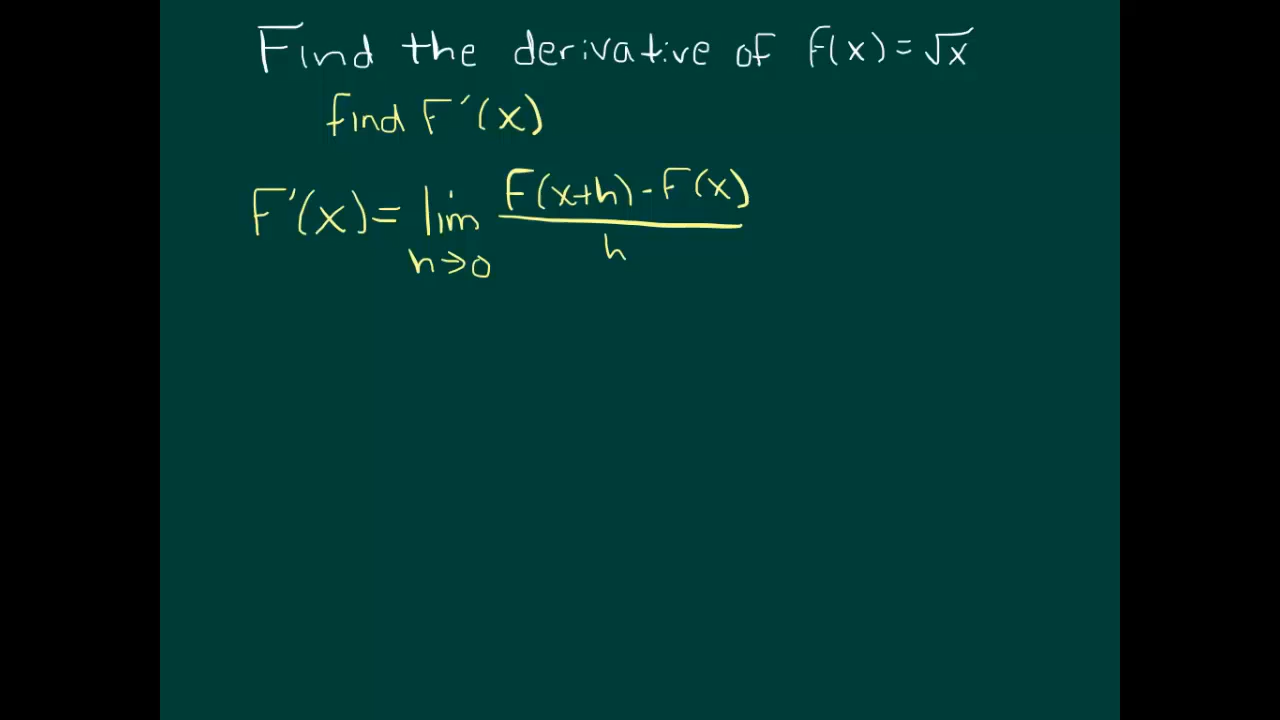 Find the derivative of f(x) = √x
find F'(x)
F'(x) = lim h→0 F(x+h) - F(x) / h